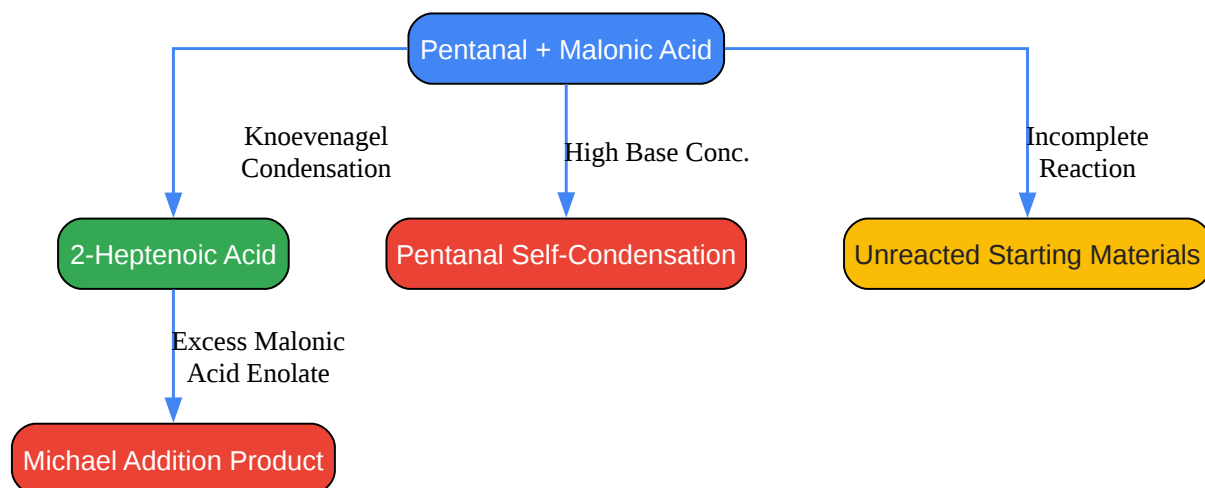 Pentanal + Malonic Acid
Knoevenagel
Condensation
High Base Conc.
Incomplete
Reaction
2-Heptenoic Acid
Pentanal Self-Condensation
Unreacted Starting Materials
Excess Malonic
Acid Enolate
Michael Addition Product